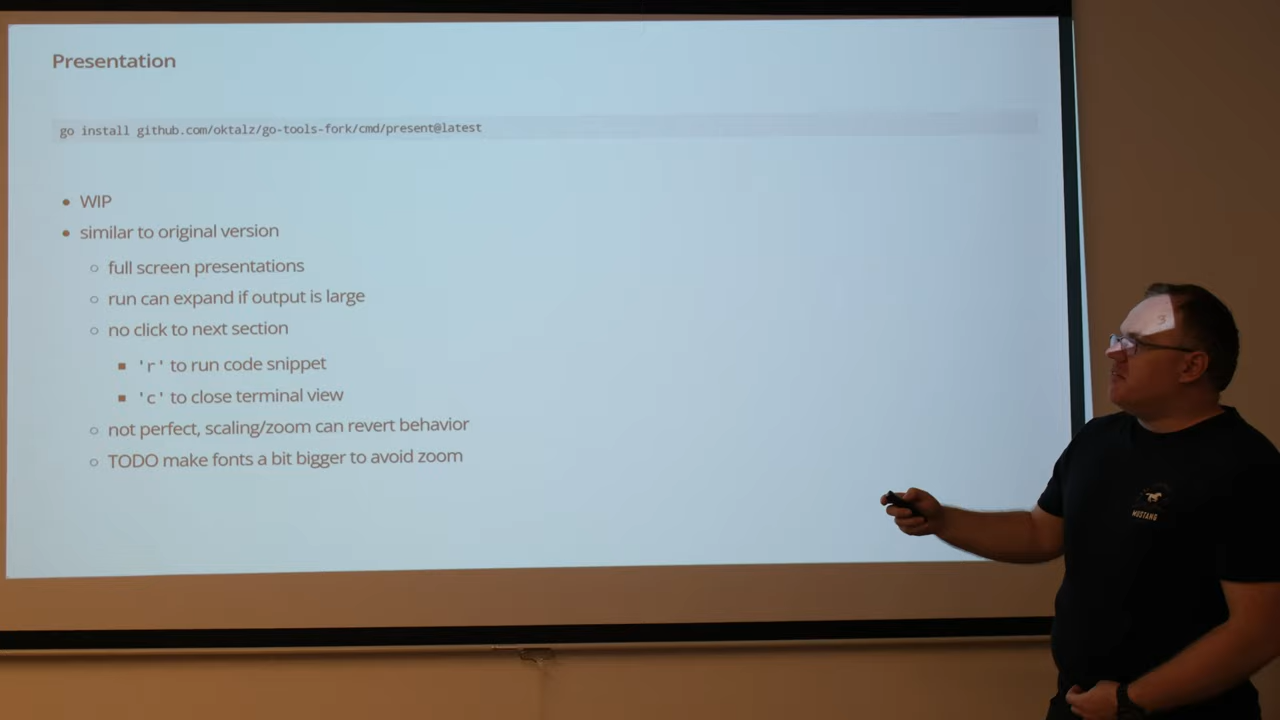 Presentation
go install github.com/oktalz/go-tools-fork/cmd/present@latest
WIP
similar to original version
full screen presentations
run can expand if output is large
no click to next section
'r' to run code snippet
'c' to close terminal view
not perfect, scaling/zoom can revert behavior
TODO make fonts a bit bigger to avoid zoom
3
MUSTANG